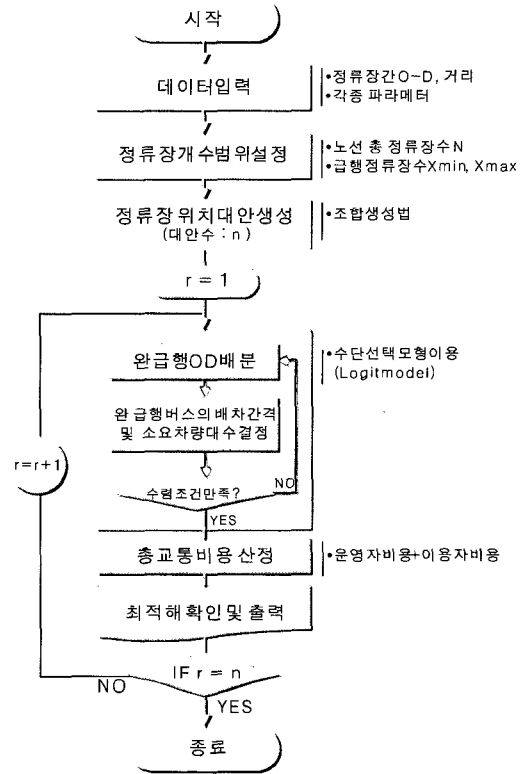 시작
데이터입력
•정류장간O~D, 거리
•각종 파라메터
정류장개수범위설정
•노선 총 정류장수N
•급행정류장수Xmin, Xmax
정류장위치대안생성
(대안수 : n)
•조합생성법
r = 1
완급행OD배분
•수단선택모형이용
(Logitmodel)
완급행버스의배차간격
및 소요차량대수결정
r=r+1
수렴조건만족?
NO
YES
총교통비용산정
•운영자비용+이용자비용
최적해확인및출력
IF r = n
NO
YES
종료